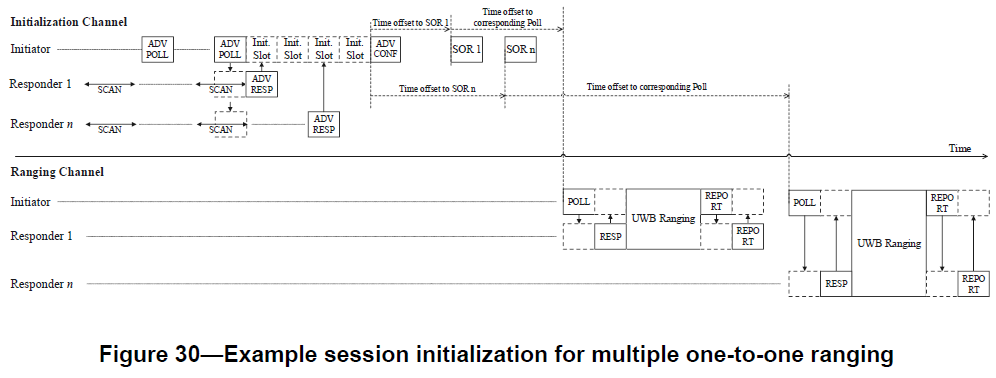 Initialization Channel
Time offset to SOR 1
Time offset to corresponding Poll
Initiator
ADV POLL
ADV POLL
Init. Slot
Init. Slot
Init. Slot
Init. Slot
ADV CONF
SOR 1
SOR n
Responder 1
SCAN
SCAN
ADV RESP
Time offset to SOR n
Time offset to corresponding Poll
Responder n
SCAN
SCAN
ADV RESP
Time
Ranging Channel
Initiator
POLL
UWB Ranging
REPO RT
POLL
UWB Ranging
REPO RT
Responder 1
RESP
REPO RT
Responder n
RESP
REPO RT
Figure 30—Example session initialization for multiple one-to-one ranging